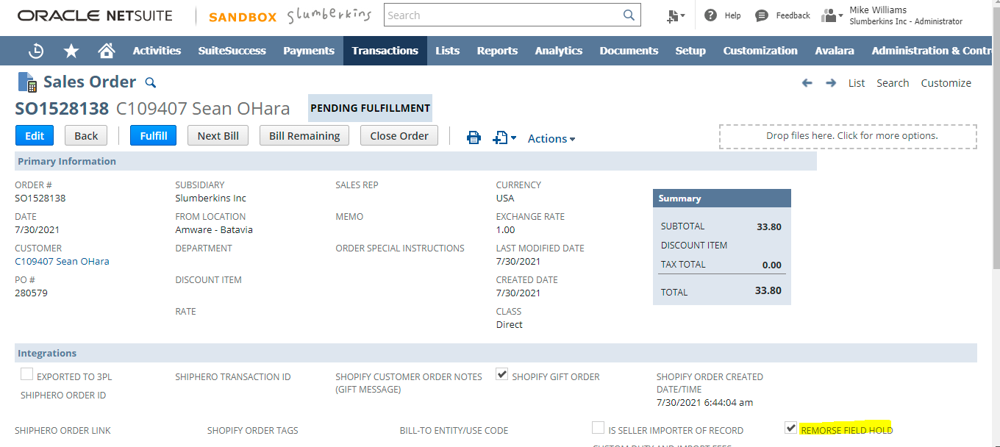 ORACLE NETSUITE
SANDBOX
slumberkins
Search
Help
Feedback
Mike Williams
Slumberkins Inc - Administrator
Activities SuiteSuccess Payments Transactions Lists Reports Analytics Documents Setup Customization Avalara Administration & Contr
Sales Order
List Search Customize
SO1528138 C109407 Sean OHara PENDING FULFILLMENT
Edit Back Fulfill Next Bill Bill Remaining Close Order Actions
Drop files here. Click for more options.
Primary Information
ORDER #
SO1528138
DATE
7/30/2021
CUSTOMER
C109407 Sean OHara
PO #
280579
SUBSIDIARY
Slumberkins Inc
FROM LOCATION
Amware - Batavia
DEPARTMENT
DISCOUNT ITEM
RATE
SALES REP
MEMO
ORDER SPECIAL INSTRUCTIONS
CURRENCY
USA
EXCHANGE RATE
1.00
LAST MODIFIED DATE
7/30/2021
CREATED DATE
7/30/2021
CLASS
Direct
Summary
SUBTOTAL 33.80
DISCOUNT ITEM
TAX TOTAL 0.00
TOTAL 33.80
Integrations
EXPORTED TO 3PL
SHIPHERO ORDER ID
SHIPHERO TRANSACTION ID
SHOPIFY CUSTOMER ORDER NOTES
(GIFT MESSAGE)
SHOPIFY GIFT ORDER
SHOPIFY ORDER CREATED
DATE/TIME
7/30/2021 6:44:04 am
SHIPHERO ORDER LINK
SHOPIFY ORDER TAGS
BILL-TO ENTITY/USE CODE
IS SELLER IMPORTER OF RECORD
CUSTOM DUTY AND IMPORT FEES
REMORSE FIELD HOLD